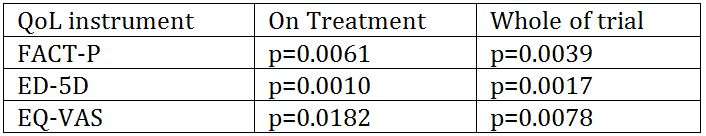 QoL instrument On Treatment Whole of trial
FACT-P p=0.0061 p=0.0039
ED-5D p=0.0010 p=0.0017
EQ-VAS p=0.0182 p=0.0078